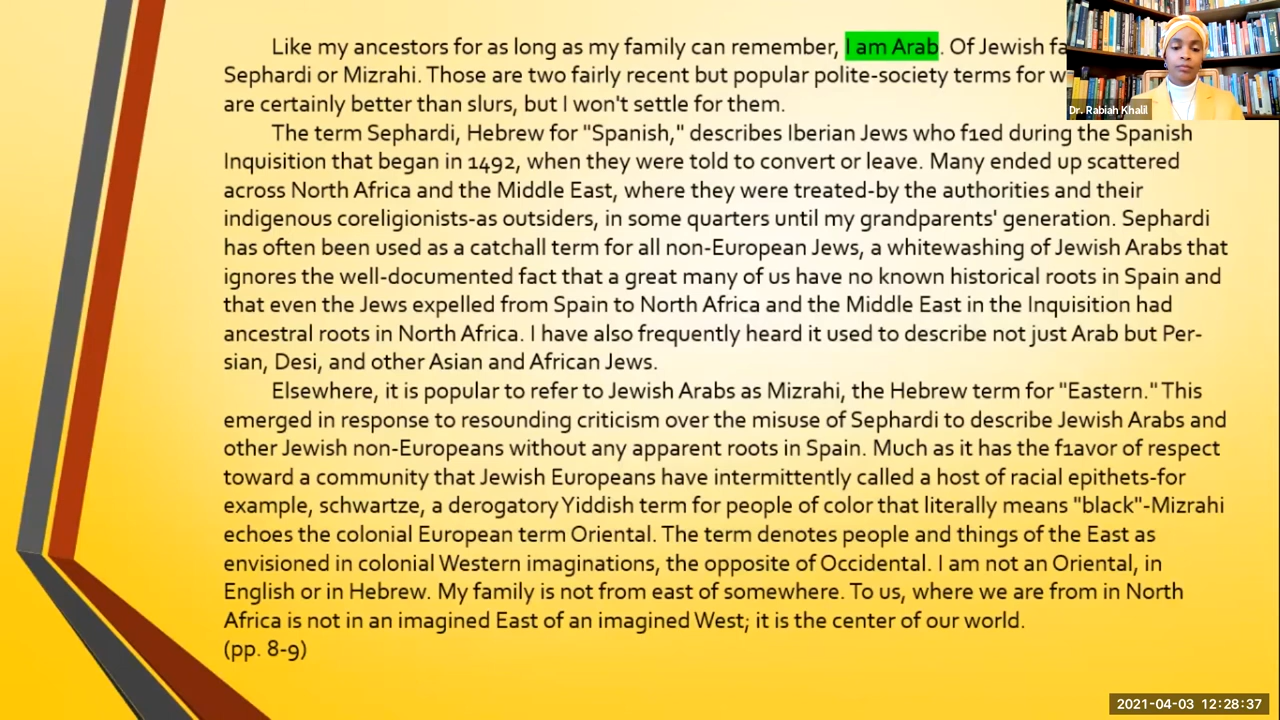 Like my ancestors for as long as my family can remember, I am Arab. Of Jewish
Sephardi or Mizrahi. Those are two fairly recent but popular polite-society terms for
are certainly better than slurs, but I won't settle for them.
The term Sephardi, Hebrew for "Spanish," describes Iberian Jews who f1ed during the Spanish
Inquisition that began in 1492, when they were told to convert or leave. Many ended up scattered
across North Africa and the Middle East, where they were treated-by the authorities and their
indigenous coreligionists-as outsiders, in some quarters until my grandparents' generation. Sephardi
has often been used as a catchall term for all non-European Jews, a whitewashing of Jewish Arabs that
ignores the well-documented fact that a great many of us have no known historical roots in Spain and
that even the Jews expelled from Spain to North Africa and the Middle East in the Inquisition had
ancestral roots in North Africa. I have also frequently heard it used to describe not just Arab but Per-
sian, Desi, and other Asian and African Jews.
Elsewhere, it is popular to refer to Jewish Arabs as Mizrahi, the Hebrew term for "Eastern." This
emerged in response to resounding criticism over the misuse of Sephardi to describe Jewish Arabs and
other Jewish non-Europeans without any apparent roots in Spain. Much as it has the f1avor of respect
toward a community that Jewish Europeans have intermittently called a host of racial epithets-for
example, schwartze, a derogatory Yiddish term for people of color that literally means "black"-Mizrahi
echoes the colonial European term Oriental. The term denotes people and things of the East as
envisioned in colonial Western imaginations, the opposite of Occidental. I am not an Oriental, in
English or in Hebrew. My family is not from east of somewhere. To us, where we are from in North
Africa is not in an imagined East of an imagined West; it is the center of our world.
(pp. 8-9)
Dr. Rabiah Khalil
2021-04-03 12:28:37